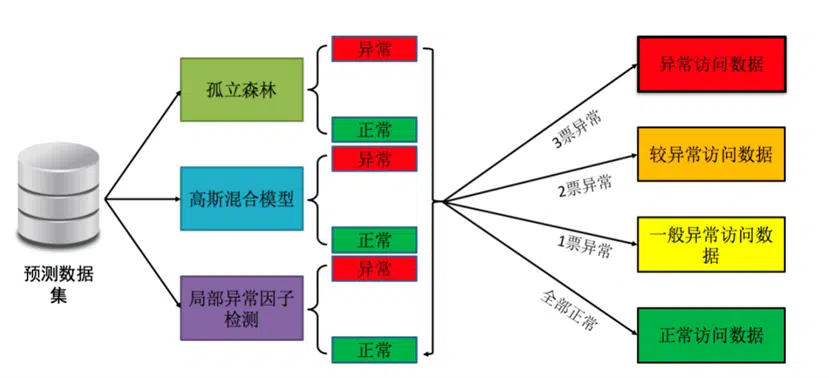 预测数据
集
孤立森林
高斯混合模型
局部异常因子
检测
异常
正常
异常
正常
异常
正常
3票异常
2票异常
1票异常
全部正常
异常访问数据
较异常访问数据
一般异常访问数
据
正常访问数据